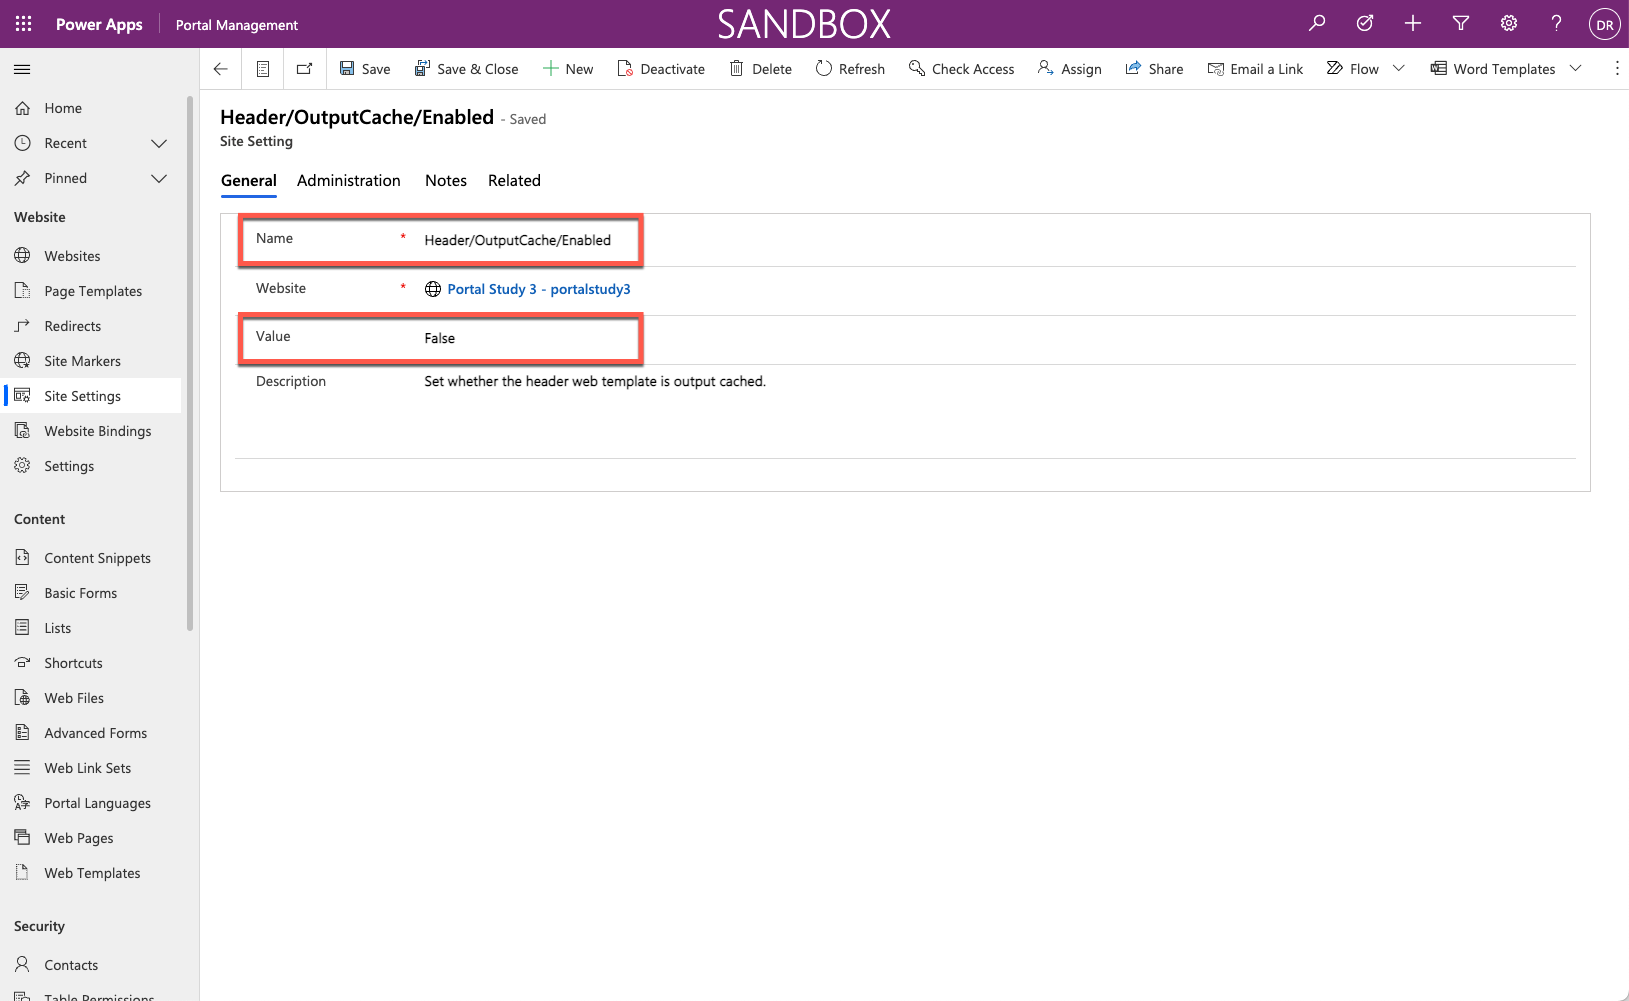 Power Apps
Portal Management
SANDBOX
?
DR
Save
Save & Close
New
Deactivate
Delete
Refresh
Check Access
Assign
Share
Email a Link
Flow
Word Templates
Home
Recent
Pinned
Website
Websites
Page Templates
Redirects
Site Markers
Site Settings
Website Bindings
Settings
Content
Content Snippets
Basic Forms
Lists
Shortcuts
Web Files
Advanced Forms
Web Link Sets
Portal Languages
Web Pages
Web Templates
Security
Contacts
Table Permissions
Header/OutputCache/Enabled - Saved
Site Setting
General
Administration
Notes
Related
Name * Header/OutputCache/Enabled
Website * Portal Study 3 - portalstudy3
Value False
Description Set whether the header web template is output cached.